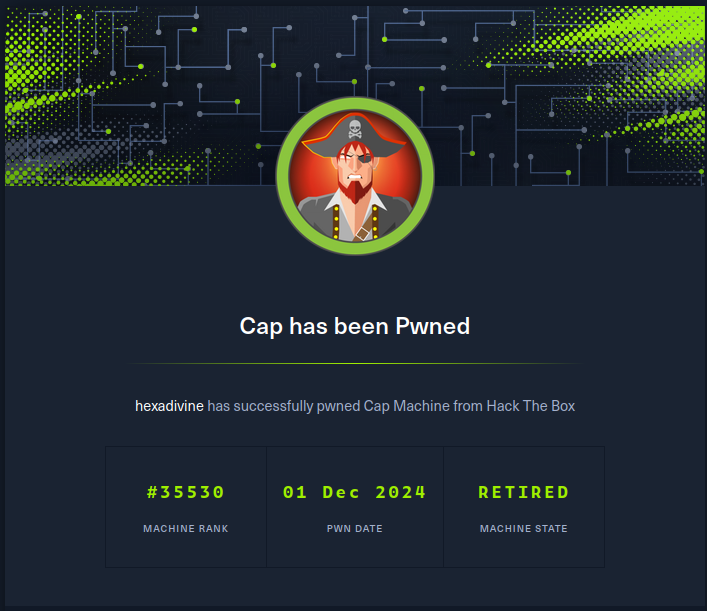 Cap has been Pwned
hexadivine has successfully pwned Cap Machine from Hack The Box
#35530 01 Dec 2024 RETIRED
MACHINE RANK PWN DATE MACHINE STATE